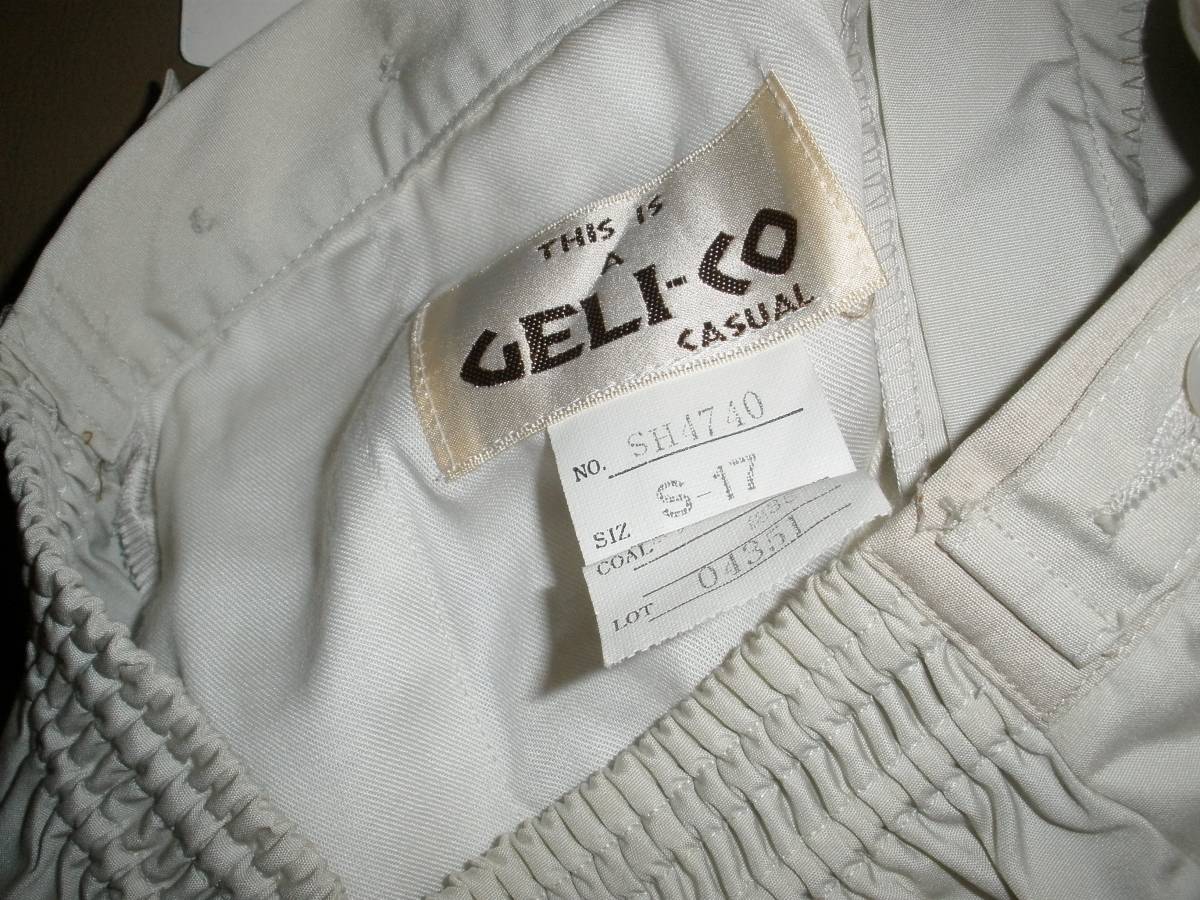 THIS IS
A
GELI-CO
CASUAL
NO. SH4740
SIZ S-17
COAL
04351
LOT